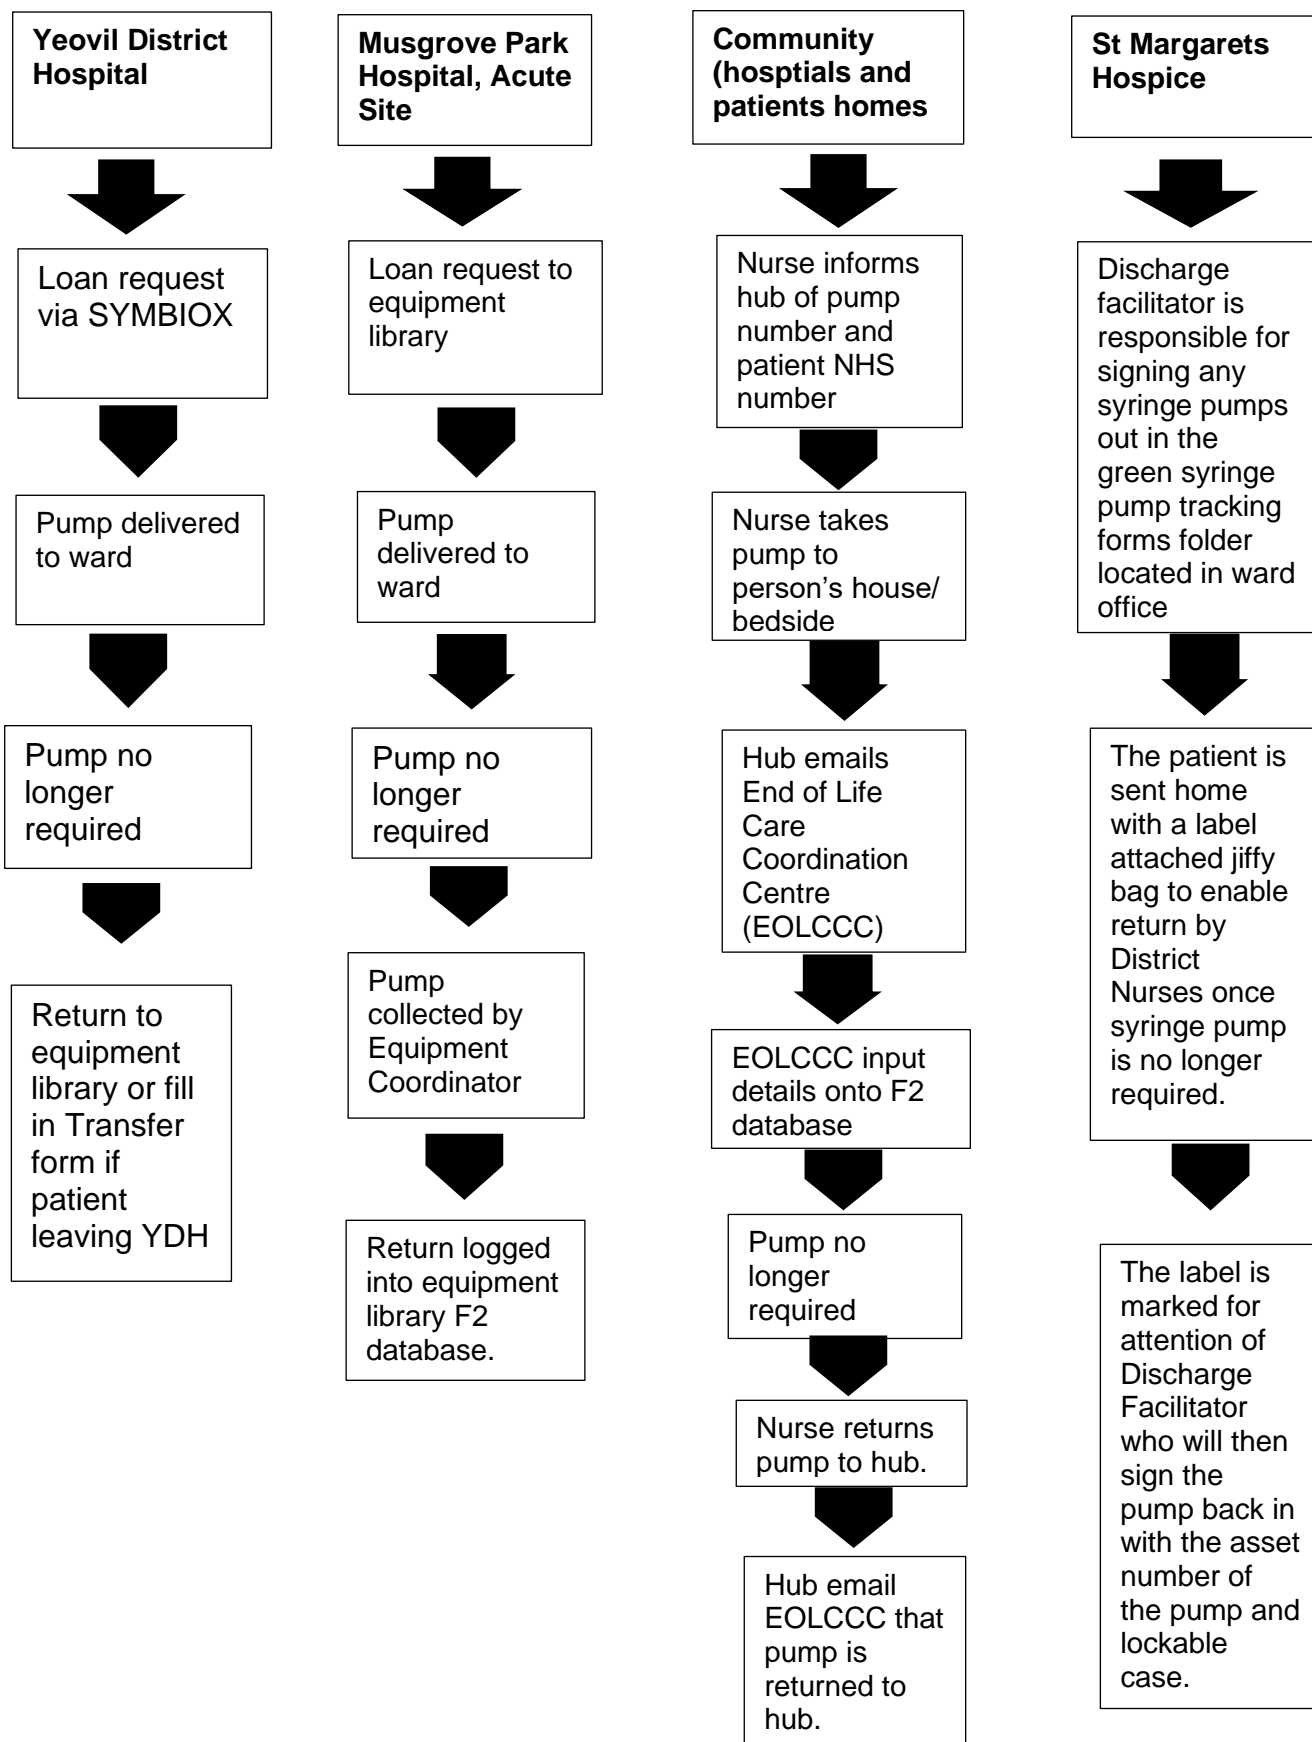 Yeovil District
Hospital
Loan request
via SYMBIOX
Pump delivered
to ward
Pump no
longer
required
Return to
equipment
library or fill
in Transfer
form if
patient
leaving YDH
Musgrove Park
Hospital, Acute
Site
Loan request to
equipment
library
Pump
delivered to
ward
Pump no
longer
required
Pump
collected by
Equipment
Coordinator
Return logged
into equipment
library F2
database.
Community
(hosptials and
patients homes
Nurse informs
hub of pump
number and
patient NHS
number
Nurse takes
pump to
person’s house/
bedside
Hub emails
End of Life
Care
Coordination
Centre
(EOLCCC)
EOLCCC input
details onto F2
database
Pump no
longer
required
Nurse returns
pump to hub.
Hub email
EOLCCC that
pump is
returned to
hub.
St Margarets
Hospice
Discharge
facilitator is
responsible for
signing any
syringe pumps
out in the
green syringe
pump tracking
forms folder
located in ward
office
The patient is
sent home
with a label
attached jiffy
bag to enable
return by
District
Nurses once
syringe pump
is no longer
required.
The label is
marked for
attention of
Discharge
Facilitator
who will then
sign the
pump back in
with the asset
number of
the pump and
lockable
case.